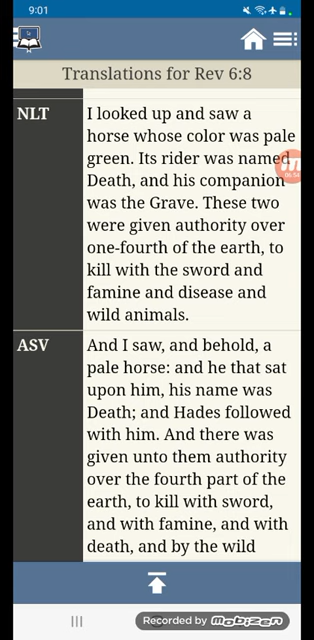 9:01
Translations for Rev 6:8
NLT
I looked up and saw a
horse whose color was pale
green. Its rider was named
Death, and his companion
was the Grave. These two
were given authority over
one-fourth of the earth, to
kill with the sword and
famine and disease and
wild animals.
ASV
And I saw, and behold, a
pale horse: and he that sat
upon him, his name was
Death; and Hades followed
with him. And there was
given unto them authority
over the fourth part of the
earth, to kill with sword,
and with famine, and with
death, and by the wild
Recorded by Mobizen